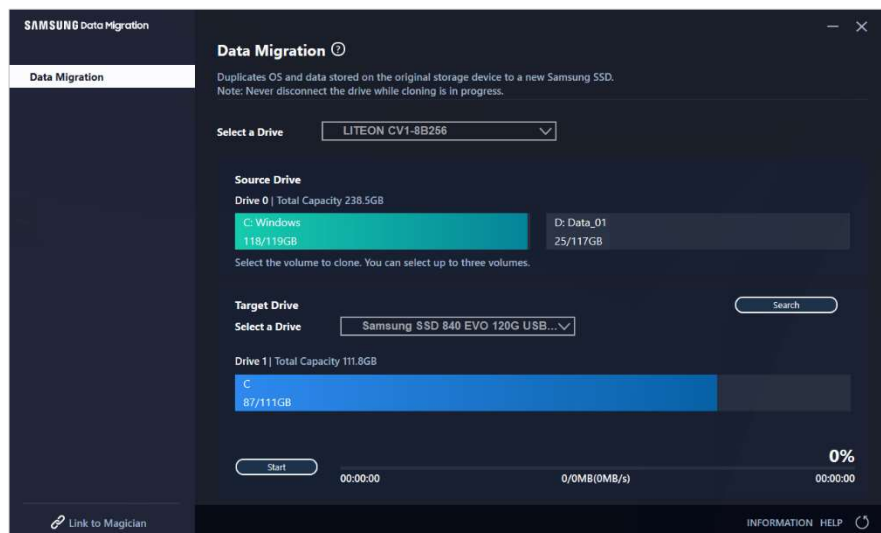 SAMSUNG Data Migration
Data Migration
Data Migration ?
Duplicates OS and data stored on the original storage device to a new Samsung SSD.
Note: Never disconnect the drive while cloning is in progress.
Select a Drive LITEON CV1-8B256
Source Drive
Drive 0 | Total Capacity 238.5GB
C: Windows D: Data_01
118/119GB 25/117GB
Select the volume to clone. You can select up to three volumes.
Target Drive Search
Select a Drive Samsung SSD 840 EVO 120G USB...
Drive 1 | Total Capacity 111.8GB
C
87/111GB
0%
Start
00:00:00 0/0MB(0MB/s) 00:00:00
Link to Magician INFORMATION HELP